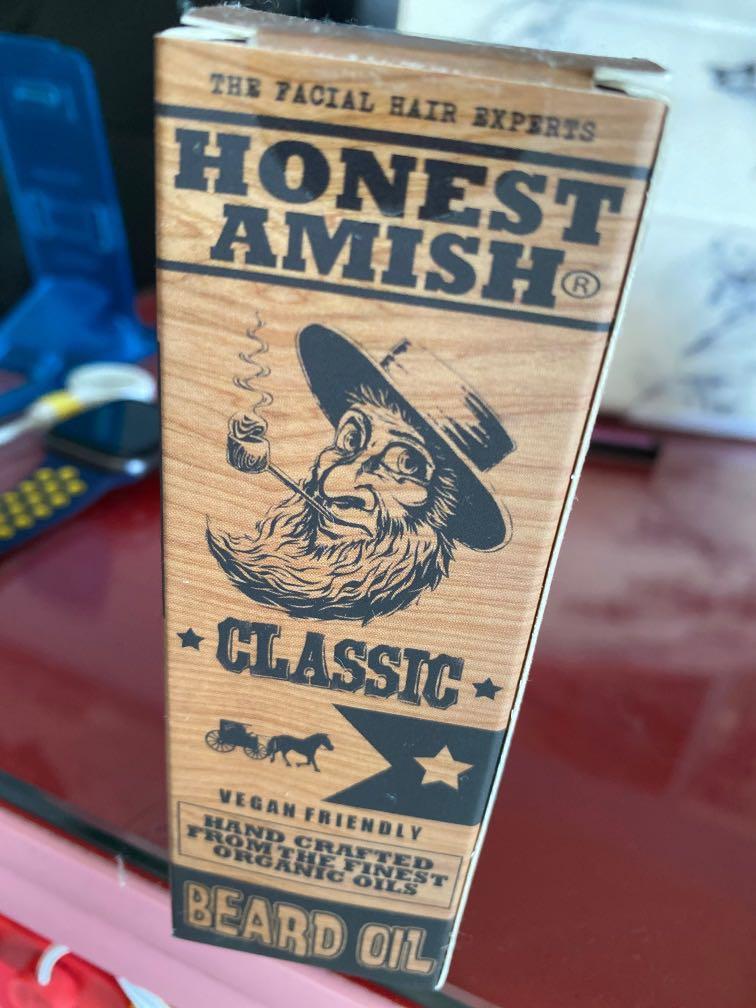 THE FACIAL HAIR EXPERTS
HONEST
AMISH®
CLASSIC
VEGAN FRIENDLY
HAND CRAFTED
FROM THE FINEST
ORGANIC OILS
BEARD OIL